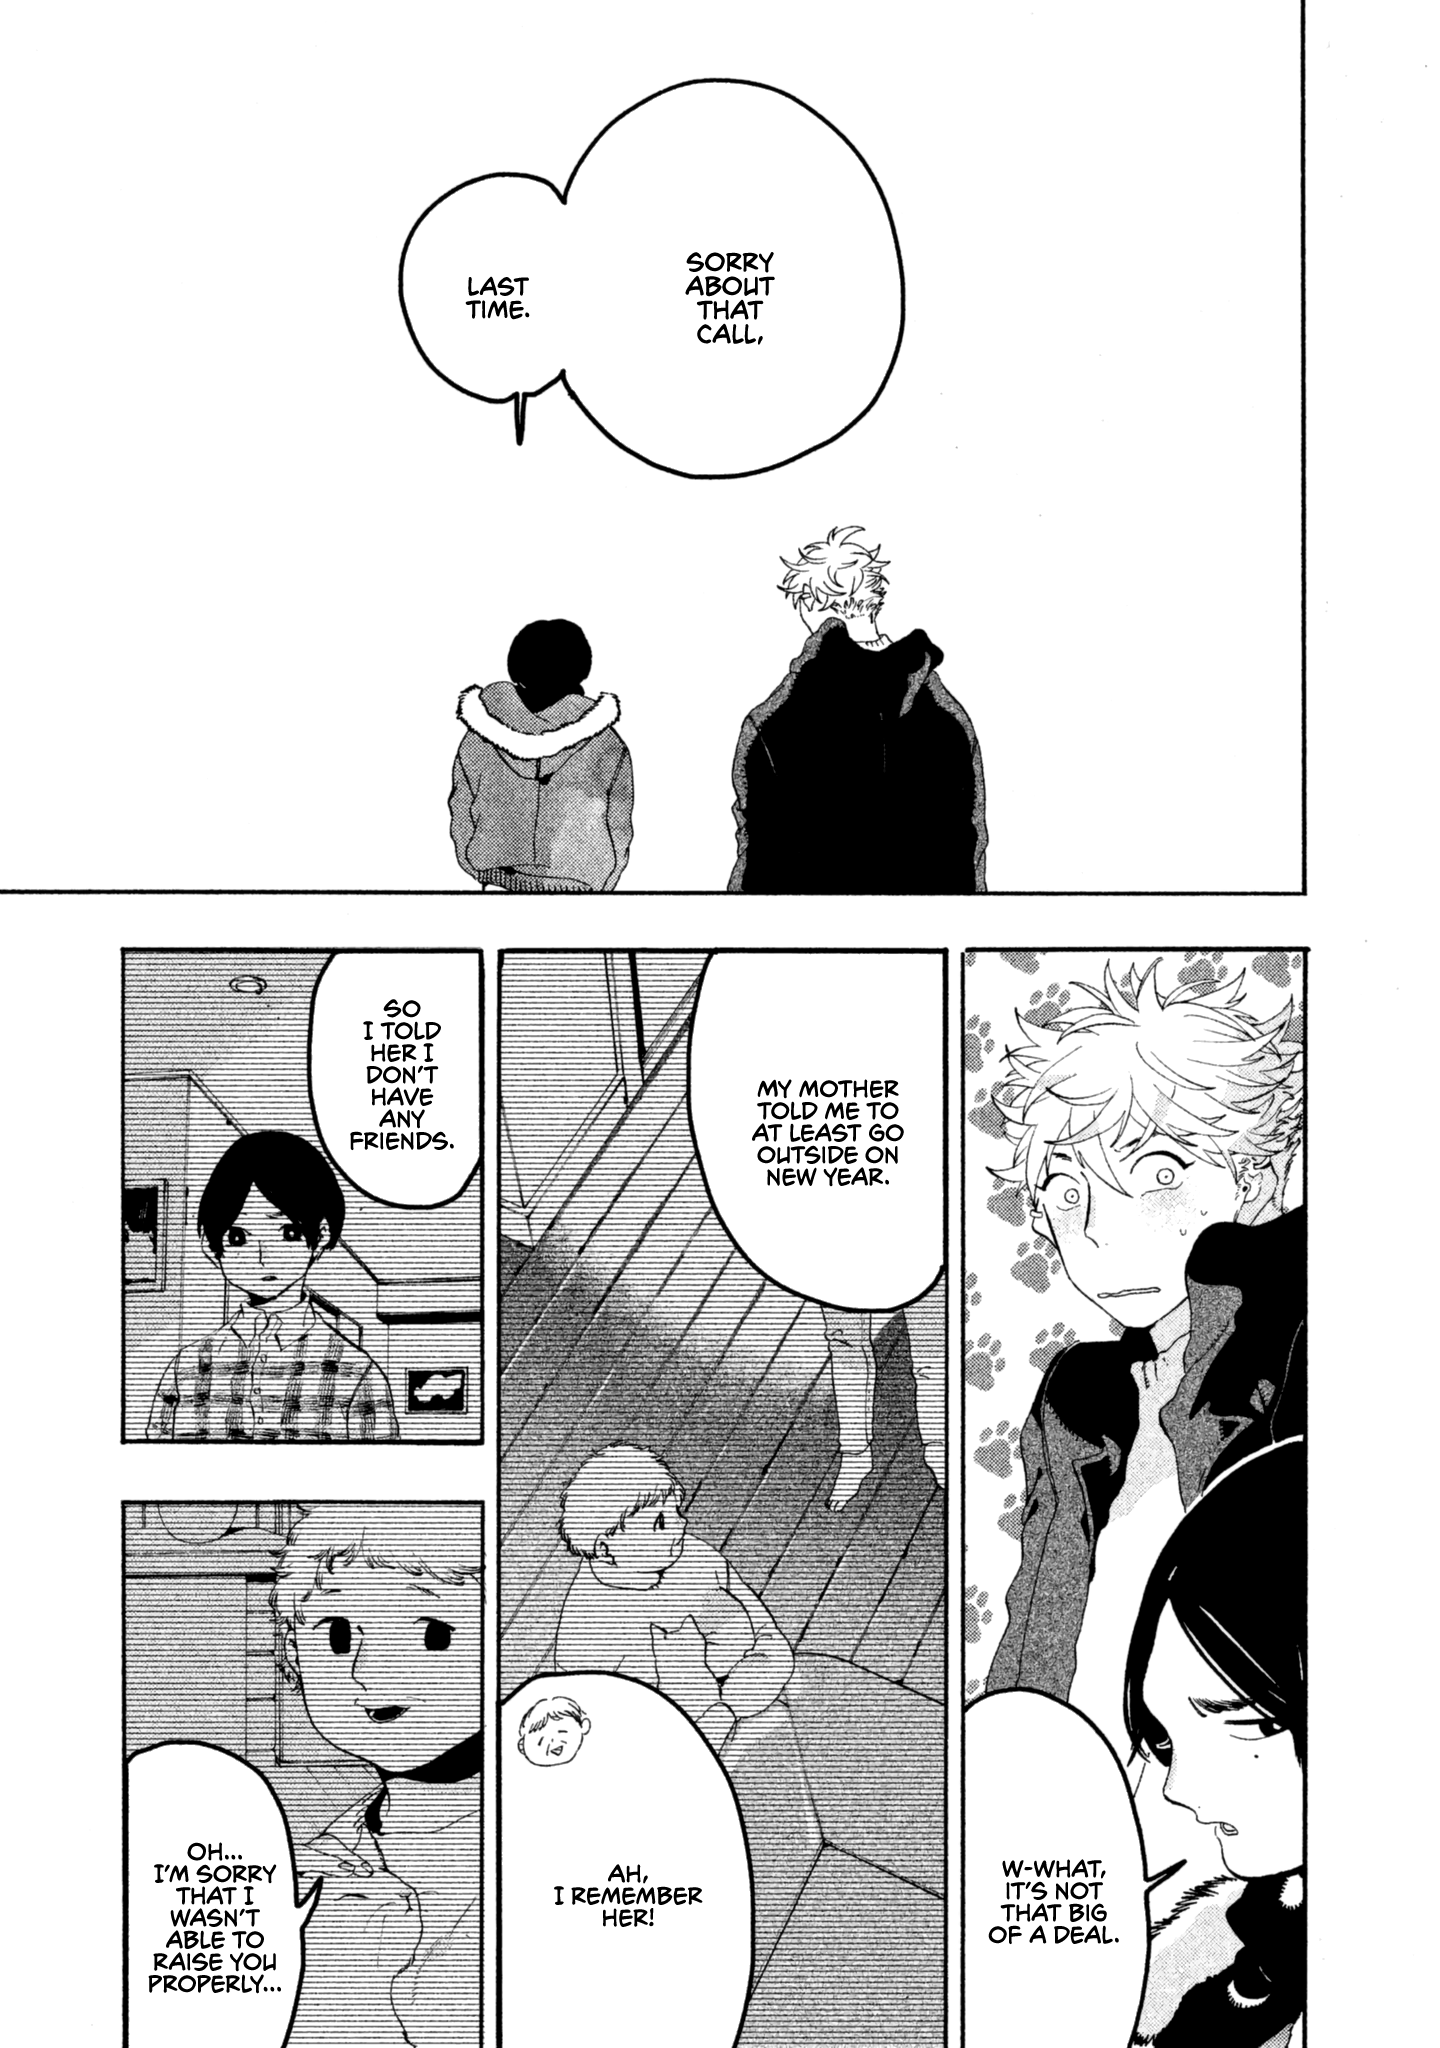 SORRY
ABOUT
THAT
CALL,
LAST
TIME.
W-WHAT,
IT'S NOT
THAT BIG
OF A DEAL.
MY MOTHER
TOLD ME TO
AT LEAST GO
OUTSIDE ON
NEW YEAR.
AH,
I REMEMBER
HER!
SO
I TOLD
HER I
DON'T
HAVE
ANY
FRIENDS.
OH...
I'M SORRY
THAT I
WASN'T
ABLE TO
RAISE YOU
PROPERLY...